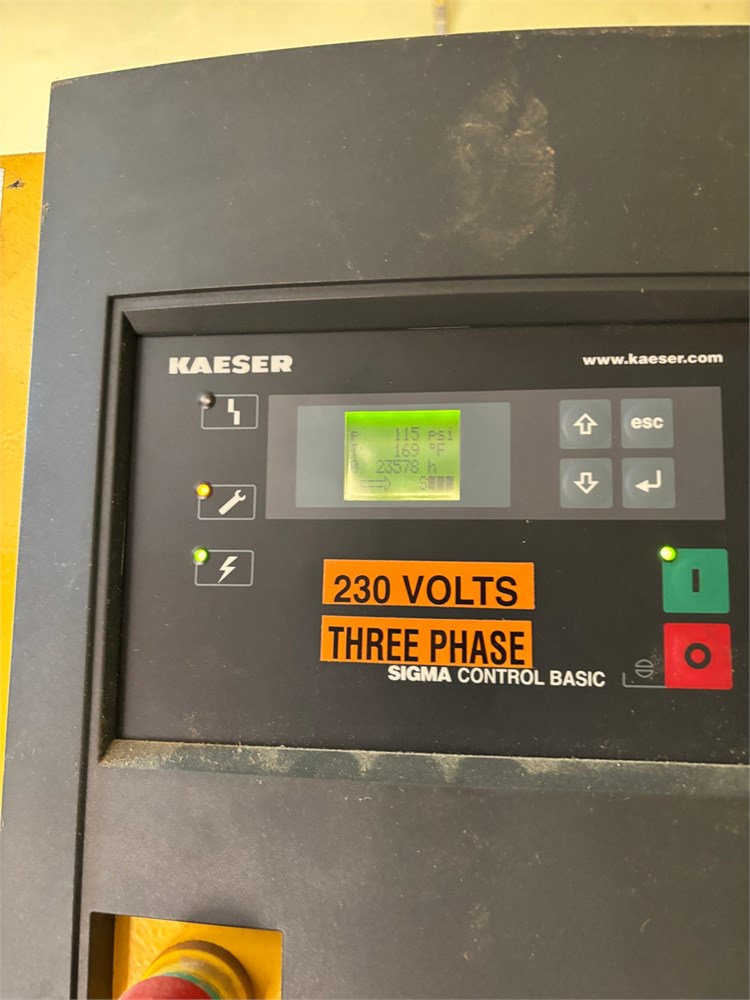 KAESER
www.kaeser.com
esc
115 psi
169 °F
23578 h
230 VOLTS
THREE PHASE
SIGMA CONTROL BASIC